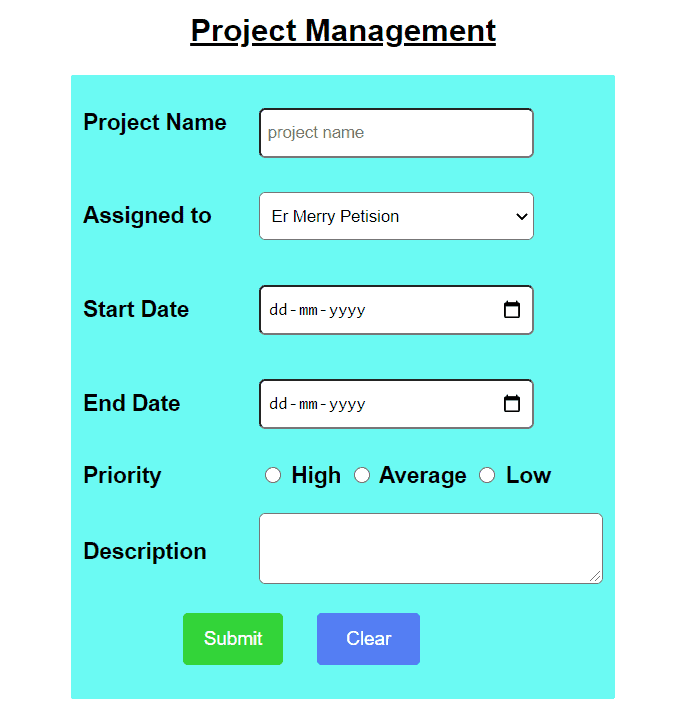 Project Management
Project Name
project name
Assigned to
Er Merry Petision
Start Date
dd-mm-yyyy
End Date
dd-mm-yyyy
Priority High Average Low
Description
Submit Clear